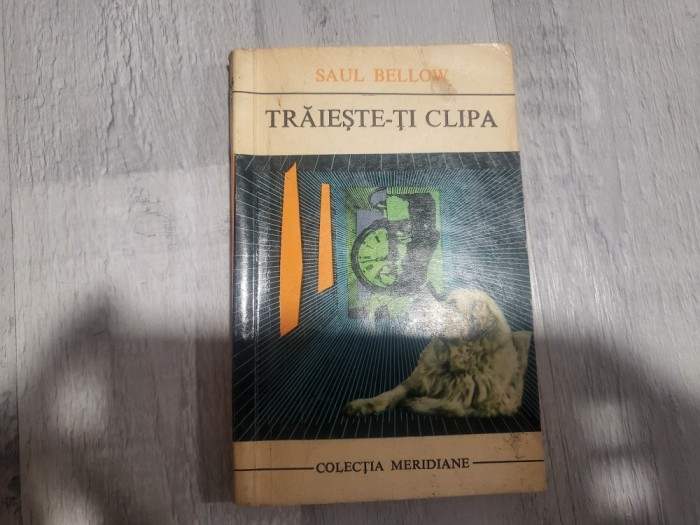 SAUL BELLOW
TRĂIEȘTE-ȚI CLIPA
COLECȚIA MERIDIANE